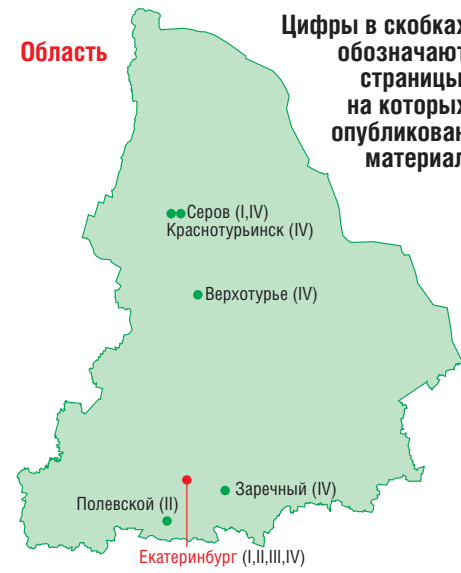 Область
Цифры в скобках
обозначают
страницы,
на которых
опубликован
материал
Серов (I,IV)
Краснотурьинск (IV)
Верхотурье (IV)
Заречный (IV)
Полевской (II)
Екатеринбург (I,II,III,IV)